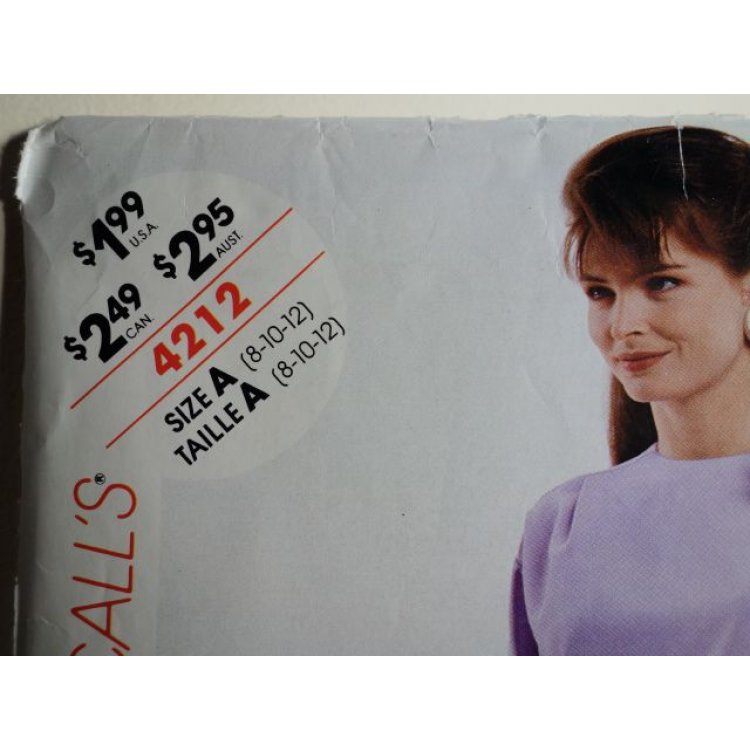 $1.99 U.S.A.
$2.95 AUST.
$2.49 CAN.
4212
SIZE A (8-10-12)
TAILLE A (8-10-12)
CALL'S®